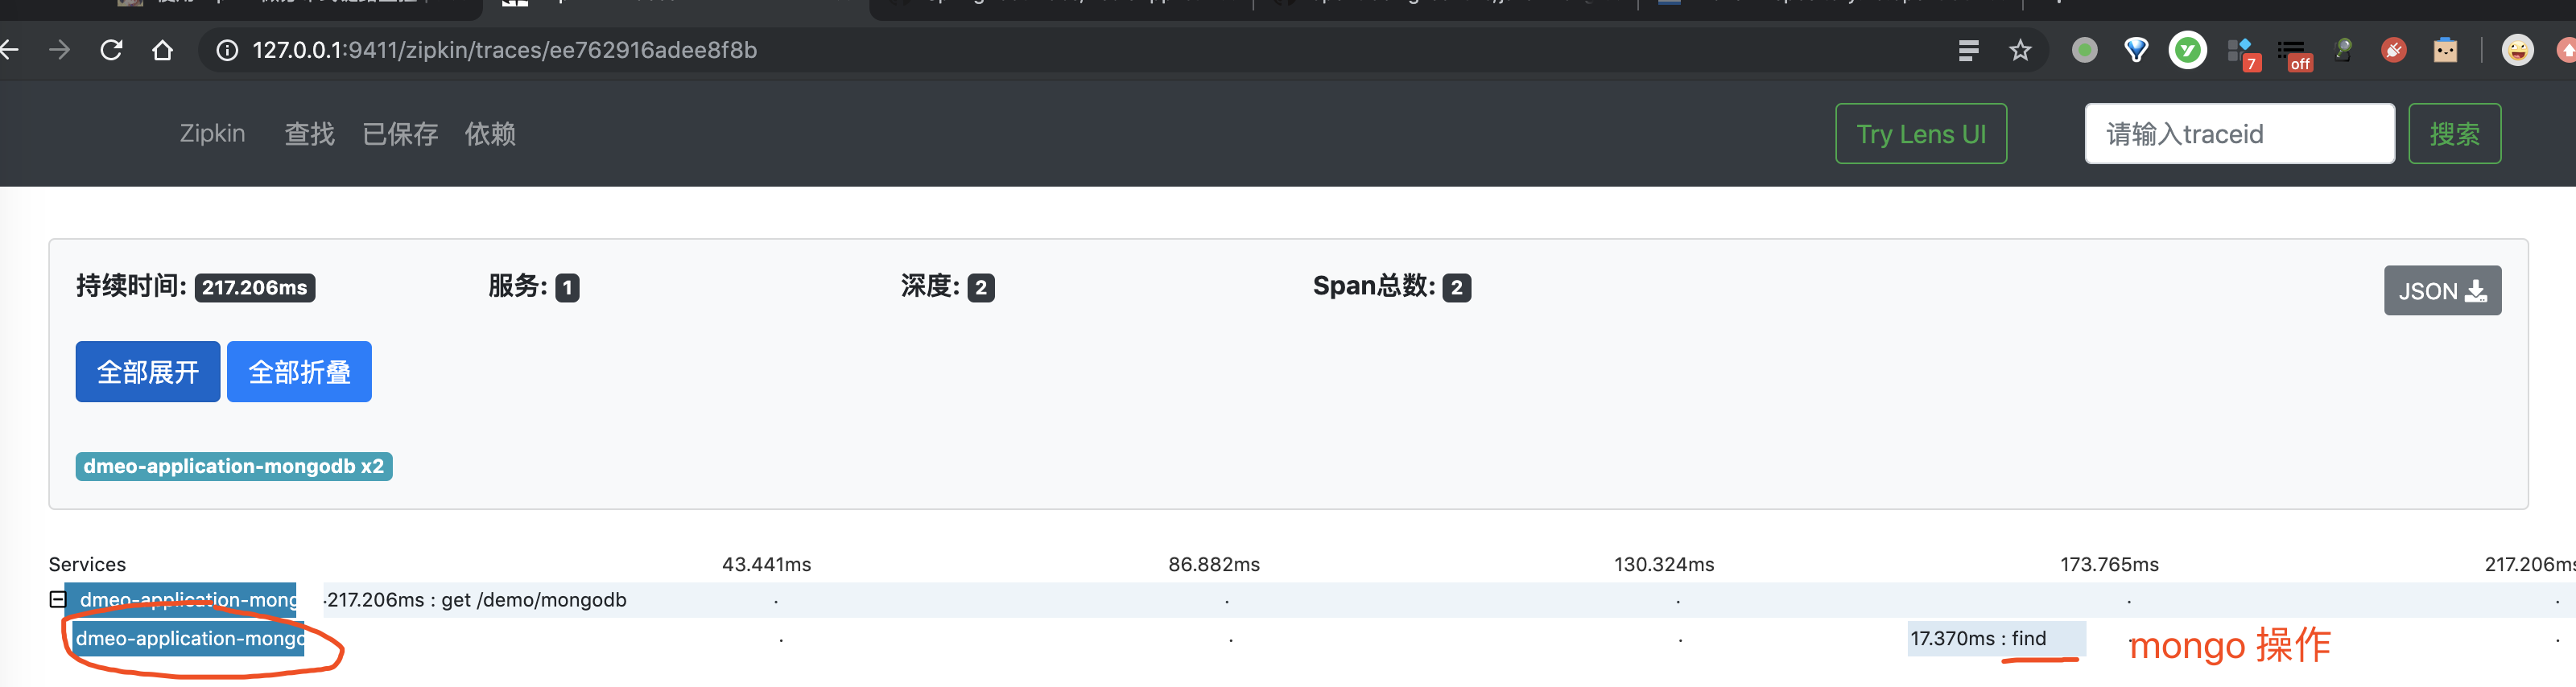 127.0.0.1:9411/zipkin/traces/ee762916adee8f8b
7
off
Zipkin 查找 已保存 依赖 Try Lens UI 请输入traceid 搜索
持续时间: 217.206ms 服务: 1 深度: 2 Span总数: 2 JSON
全部展开 全部折叠
dmeo-application-mongodb x2
Services 43.441ms 86.882ms 130.324ms 173.765ms 217.206ms
dmeo-application-mong 217.206ms : get /demo/mongodb
dmeo-application-mongo 17.370ms : find mongo 操作